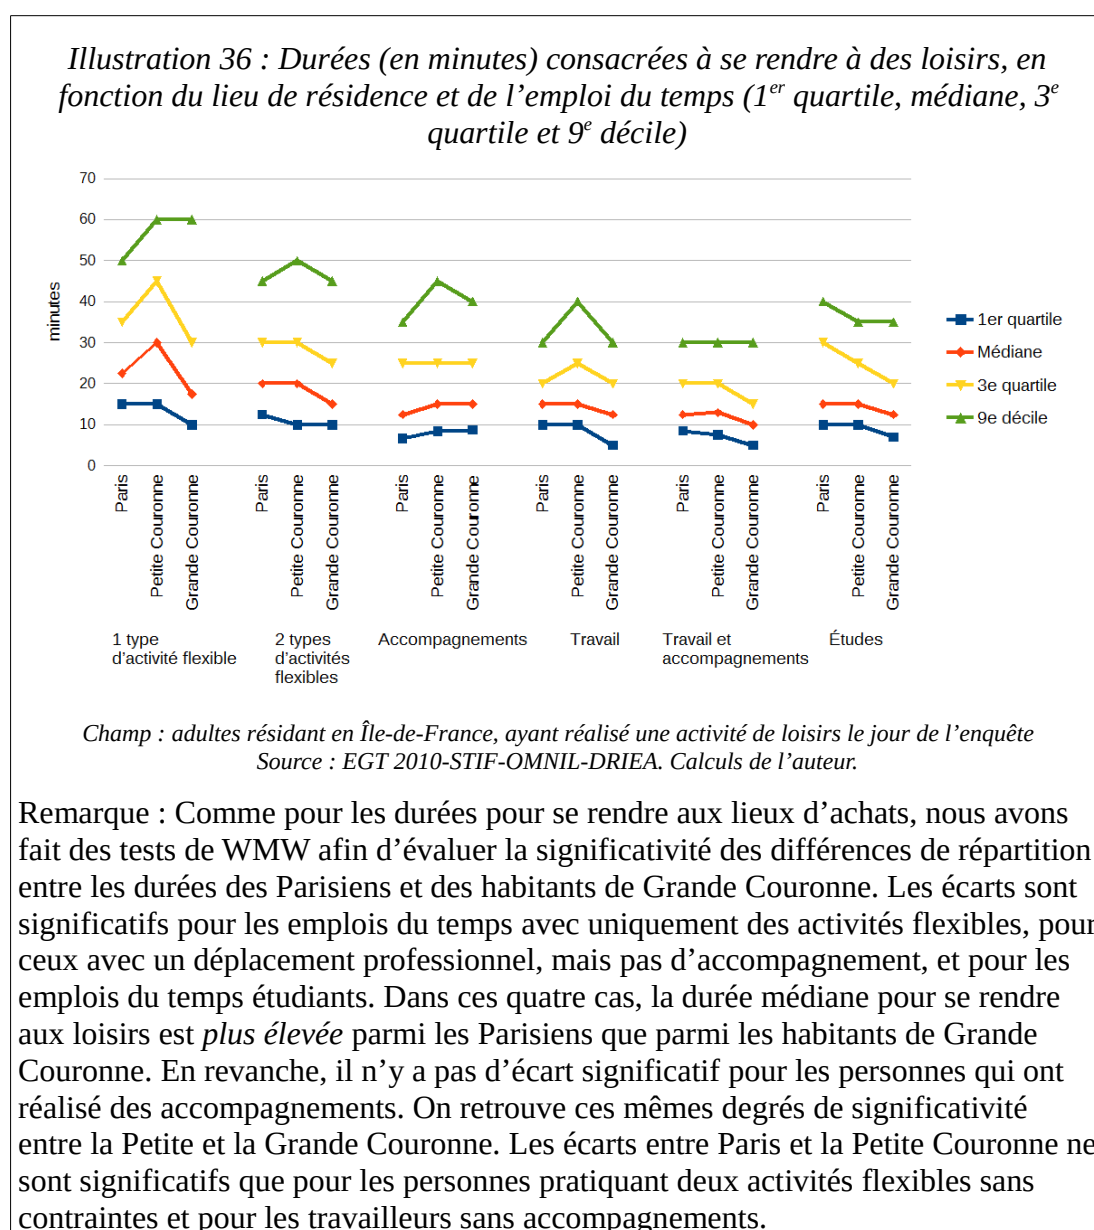 Illustration 36 : Durées (en minutes) consacrées à se rendre à des loisirs, en
fonction du lieu de résidence et de l’emploi du temps (1er quartile, médiane, 3e
quartile et 9e décile)
70
60
50
40
30
20
10
0
minutes
1er quartile
Médiane
3e quartile
9e décile
Paris
Petite Couronne
Grande Couronne
Paris
Petite Couronne
Grande Couronne
Paris
Petite Couronne
Grande Couronne
Paris
Petite Couronne
Grande Couronne
Paris
Petite Couronne
Grande Couronne
Paris
Petite Couronne
Grande Couronne
1 type
d’activité flexible
2 types
d’activités
flexibles
Accompagnements
Travail
Travail et
accompagnements
Études
Champ : adultes résidant en Île-de-France, ayant réalisé une activité de loisirs le jour de l’enquête
Source : EGT 2010-STIF-OMNIL-DRIEA. Calculs de l’auteur.
Remarque : Comme pour les durées pour se rendre aux lieux d’achats, nous avons
fait des tests de WMW afin d’évaluer la significativité des différences de répartition
entre les durées des Parisiens et des habitants de Grande Couronne. Les écarts sont
significatifs pour les emplois du temps avec uniquement des activités flexibles, pour
ceux avec un déplacement professionnel, mais pas d’accompagnement, et pour les
emplois du temps étudiants. Dans ces quatre cas, la durée médiane pour se rendre
aux loisirs est plus élevée parmi les Parisiens que parmi les habitants de Grande
Couronne. En revanche, il n’y a pas d’écart significatif pour les personnes qui ont
réalisé des accompagnements. On retrouve ces mêmes degrés de significativité
entre la Petite et la Grande Couronne. Les écarts entre Paris et la Petite Couronne ne
sont significatifs que pour les personnes pratiquant deux activités flexibles sans
contraintes et pour les travailleurs sans accompagnements.